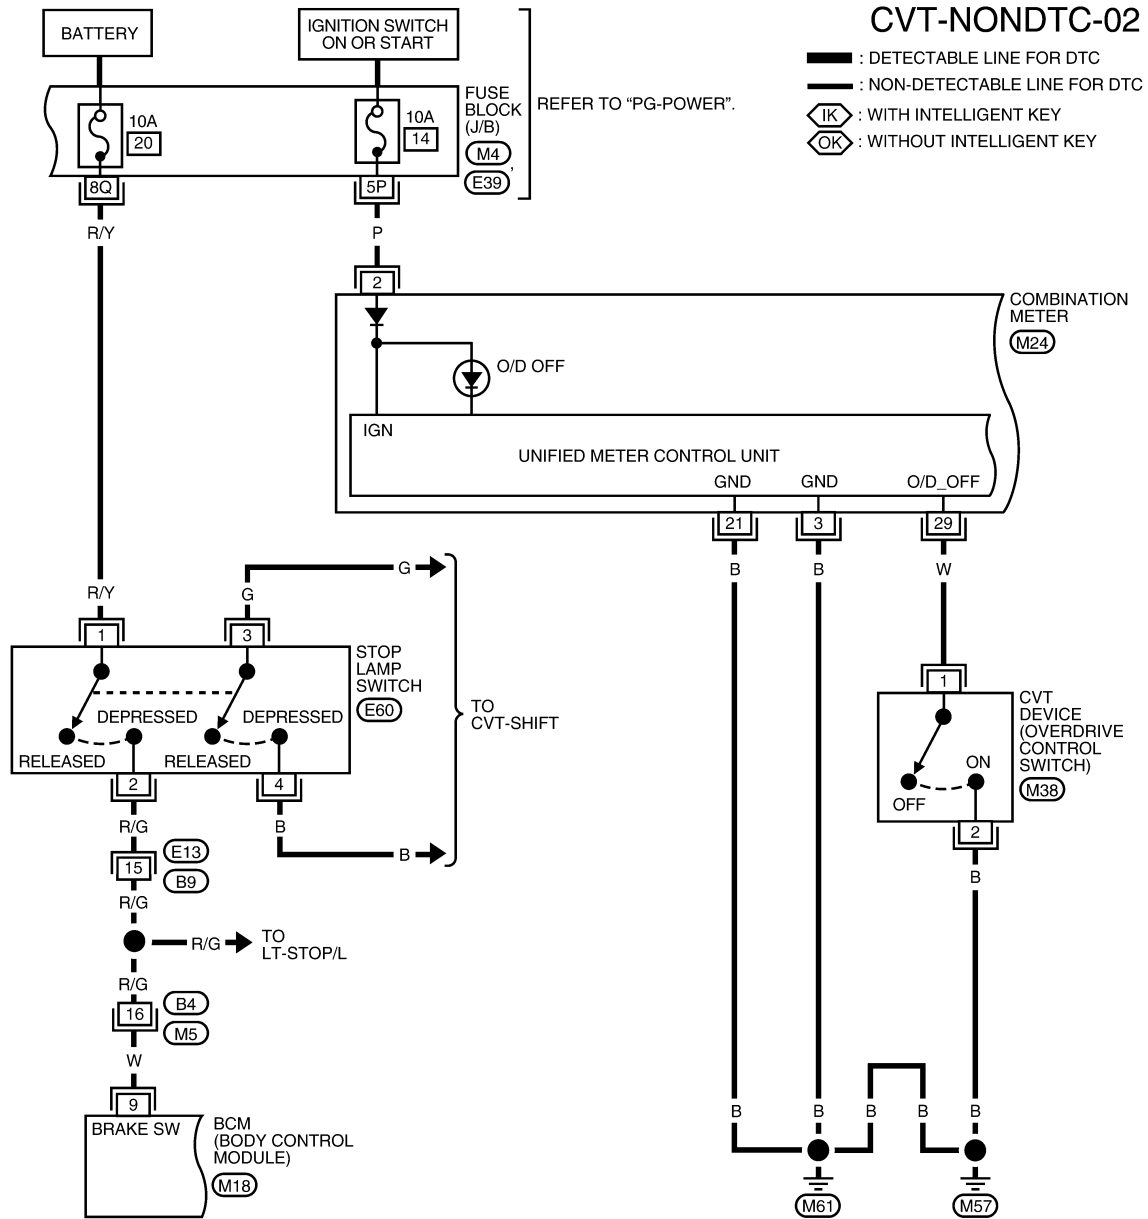 CVT-NONDTC-02
BATTERY
IGNITION SWITCH
ON OR START
: DETECTABLE LINE FOR DTC
: NON-DETECTABLE LINE FOR DTC
IK : WITH INTELLIGENT KEY
OK : WITHOUT INTELLIGENT KEY
10A
20
10A
14
FUSE
BLOCK
(J/B)
M4 ,
E39
REFER TO “PG-POWER”.
8Q
5P
R/Y
P
2
COMBINATION
METER
M24
O/D OFF
IGN
UNIFIED METER CONTROL UNIT
GND
GND
O/D_OFF
21
3
29
B
B
W
R/Y
G
G
1
3
STOP
LAMP
SWITCH
E60
TO
CVT-SHIFT
DEPRESSED
DEPRESSED
RELEASED
RELEASED
2
4
1
CVT
DEVICE
(OVERDRIVE
CONTROL
SWITCH)
M38
ON
OFF
2
B
R/G
B
B
15
E13
B9
R/G
R/G
TO
LT-STOP/L
R/G
16
B4
M5
W
9
BRAKE SW
BCM
(BODY CONTROL
MODULE)
M18
B
B
B
B
B
M61
M57